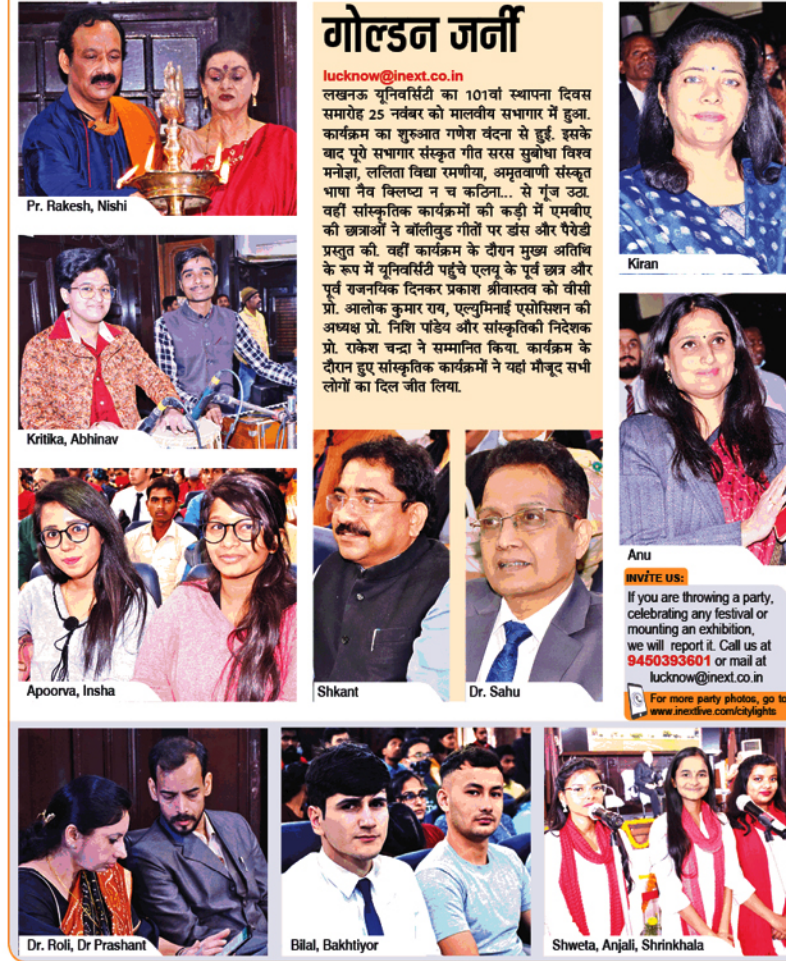 Pr. Rakesh, Nishi
Kritika, Abhinav
Apoorva, Insha
गोल्डन जर्नी
lucknow@inext.co.in
लखनऊ यूनिवर्सिटी का 101वां स्थापना दिवस
समारोह 25 नवंबर को मालवीय सभागार में हुआ.
कार्यक्रम का शुरुआत गणेश वंदना से हुई. इसके
बाद पूरे सभागार संस्कृत गीत सरस सुबोधा विश्व
मनोज्ञा, ललिता विद्या रमणीया, अमृतवाणी संस्कृत
भाषा नैव क्लिष्टा न च कठिना... से गूंज उठा.
वहीं सांस्कृतिक कार्यक्रमों की कड़ी में एमबीए
की छात्राओं ने बॉलीवुड गीतों पर डांस और पैरोडी
प्रस्तुत की. वहीं कार्यक्रम के दौरान मुख्य अतिथि
के रूप में यूनिवर्सिटी पहुंचे एलयू के पूर्व छात्र और
पूर्व राजनयिक दिनकर प्रकाश श्रीवास्तव को वीसी
प्रो. आलोक कुमार राय, एल्युमिनाई एसोसिशन की
अध्यक्ष प्रो. निशि पांडेय और सांस्कृतिकी निदेशक
प्रो. राकेश चन्द्रा ने सम्मानित किया. कार्यक्रम के
दौरान हुए सांस्कृतिक कार्यक्रमों ने यहां मौजूद सभी
लोगों का दिल जीत लिया.
Shkant
Dr. Sahu
Kiran
Anu
INViTE US:
If you are throwing a party,
celebrating any festival or
mounting an exhibition,
we will report it. Call us at
9450393601 or mail at
lucknow@inext.co.in
For more party photos, go to
www.inextlive.com/citylights
Dr. Roli, Dr Prashant
Bilal, Bakhtiyor
Shweta, Anjali, Shrinkhala